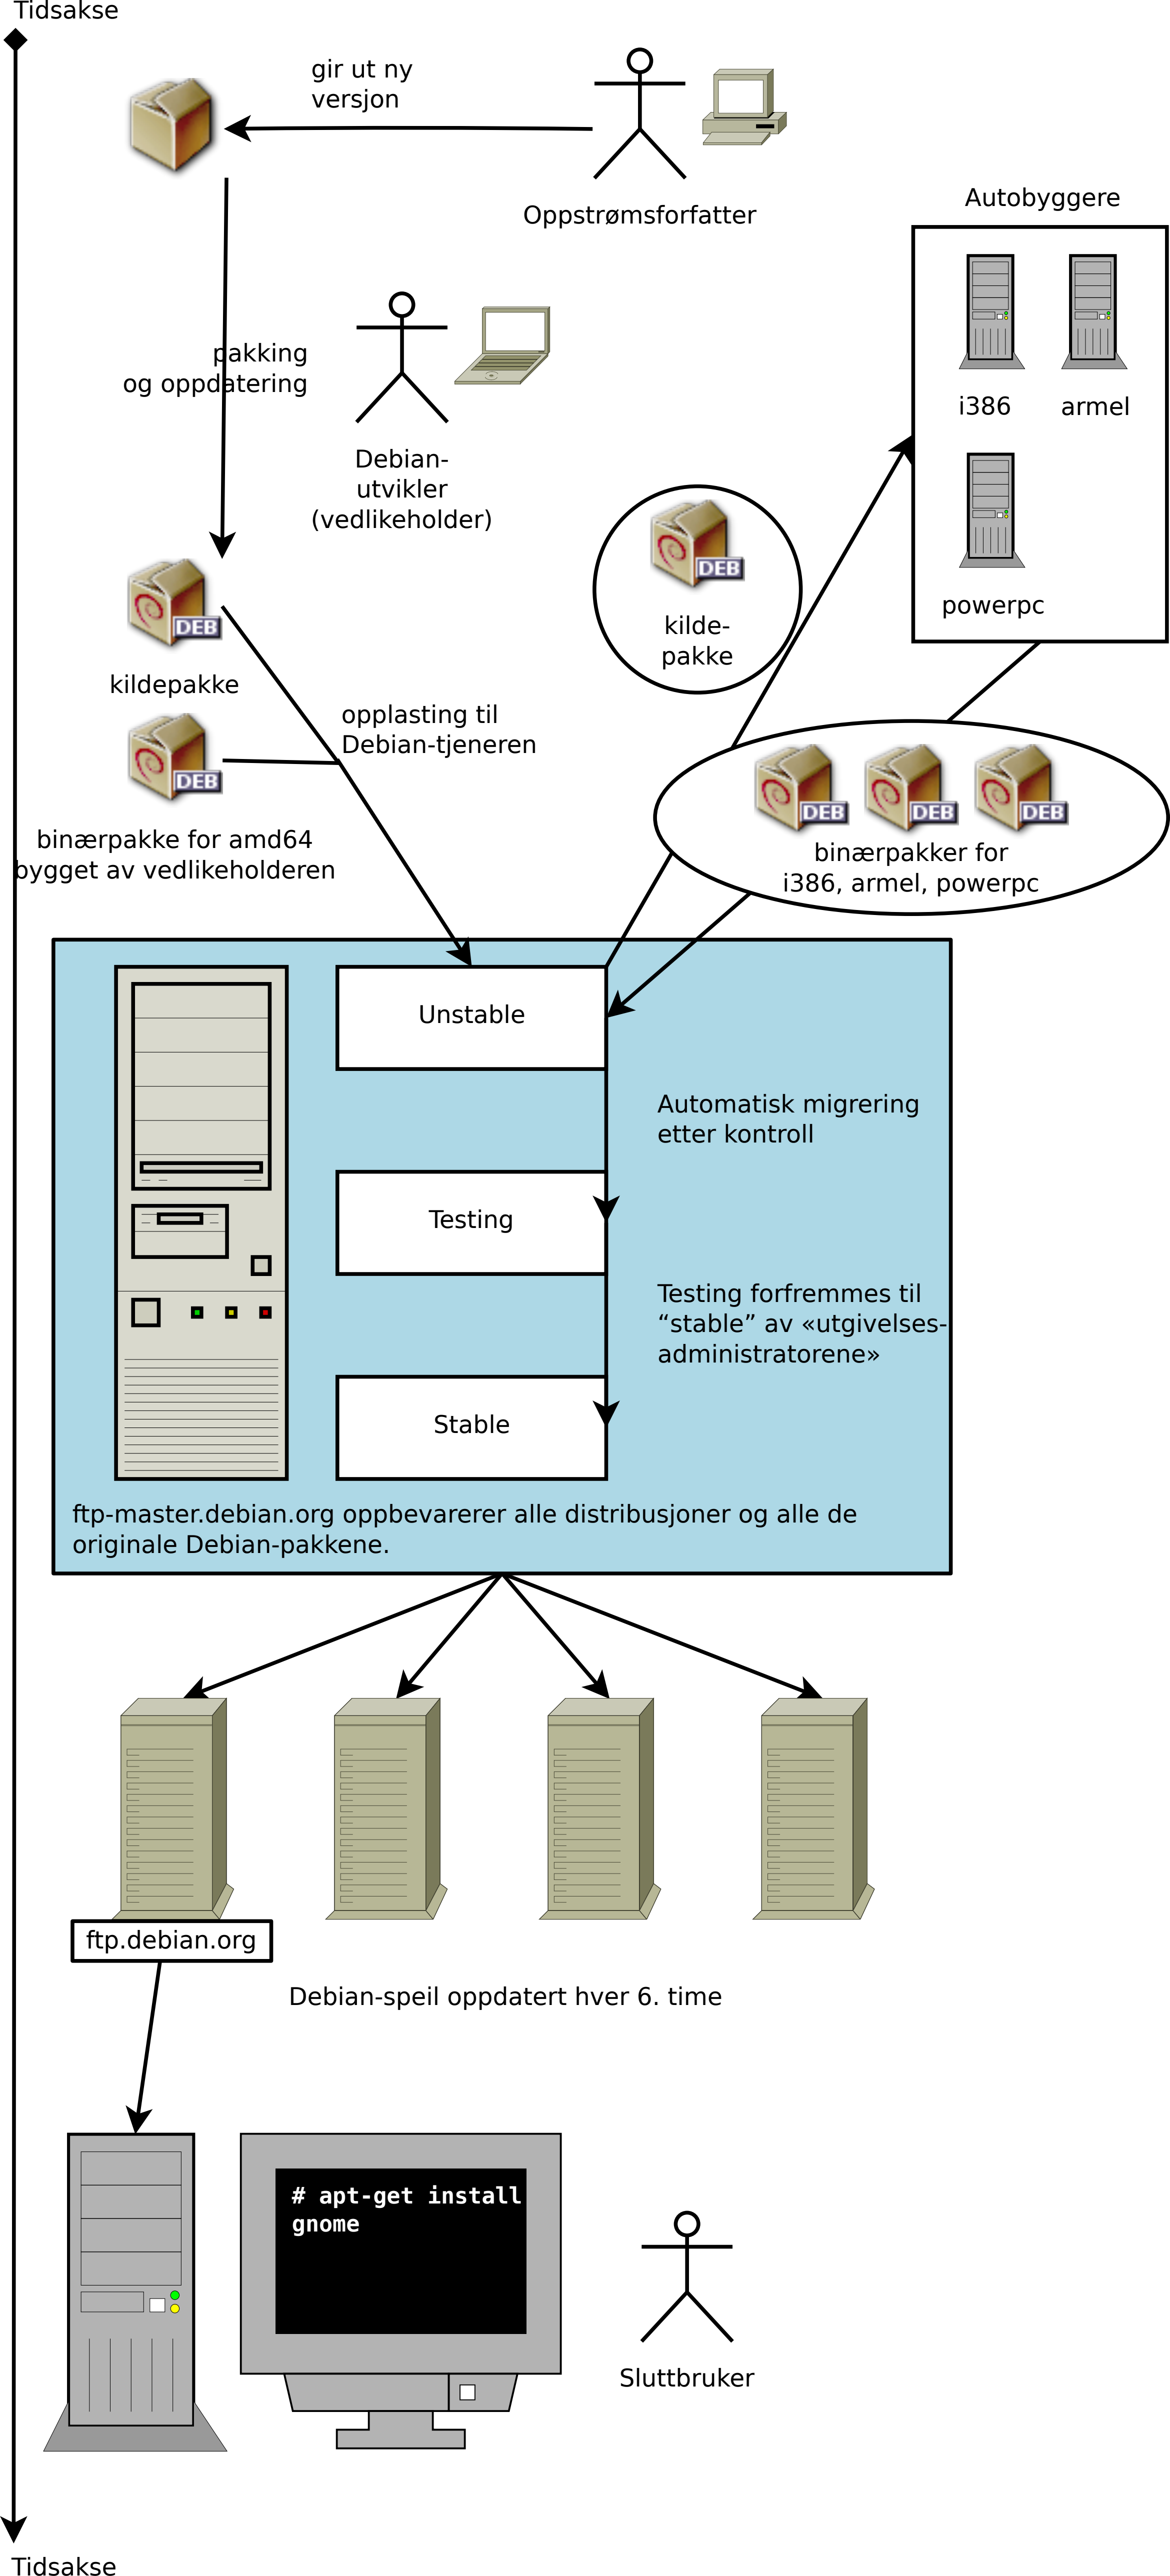 Tidsakse
gir ut ny
versjon
Oppstrømsforfatter
Autobyggere
i386
armel
powerpc
pakking
og oppdatering
Debian-
utvikler
(vedlikeholder)
DEB
kilde-
pakke
DEB
kildepakke
opplasting til
Debian-tjeneren
DEB
binærpakke for amd64
bygget av vedlikeholderen
DEB
DEB
DEB
binærpakker for
i386, armel, powerpc
Unstable
Automatisk migrering
etter kontroll
Testing
Testing forfremmes til
“stable” av «utgivelses-
administratorene»
Stable
ftp-master.debian.org oppbevarerer alle distribusjoner og alle de
originale Debian-pakkene.
ftp.debian.org
Debian-speil oppdatert hver 6. time
# apt-get install
gnome
Sluttbruker
Tidsakse